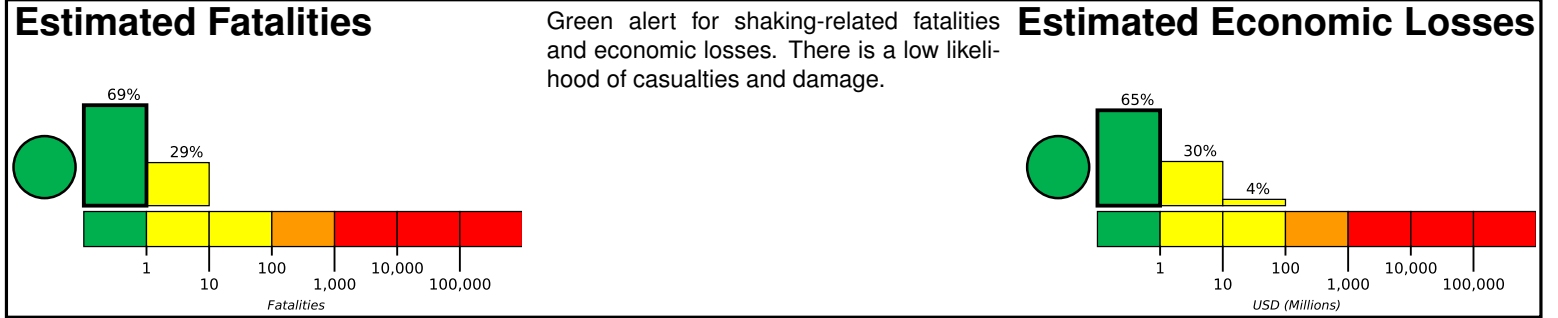 Estimated Fatalities
69%
29%
1
10
100
1,000
10,000
100,000
Fatalities
Green alert for shaking-related fatalities
and economic losses. There is a low likeli-
hood of casualties and damage.
Estimated Economic Losses
65%
30%
4%
1
10
100
1,000
10,000
100,000
USD (Millions)